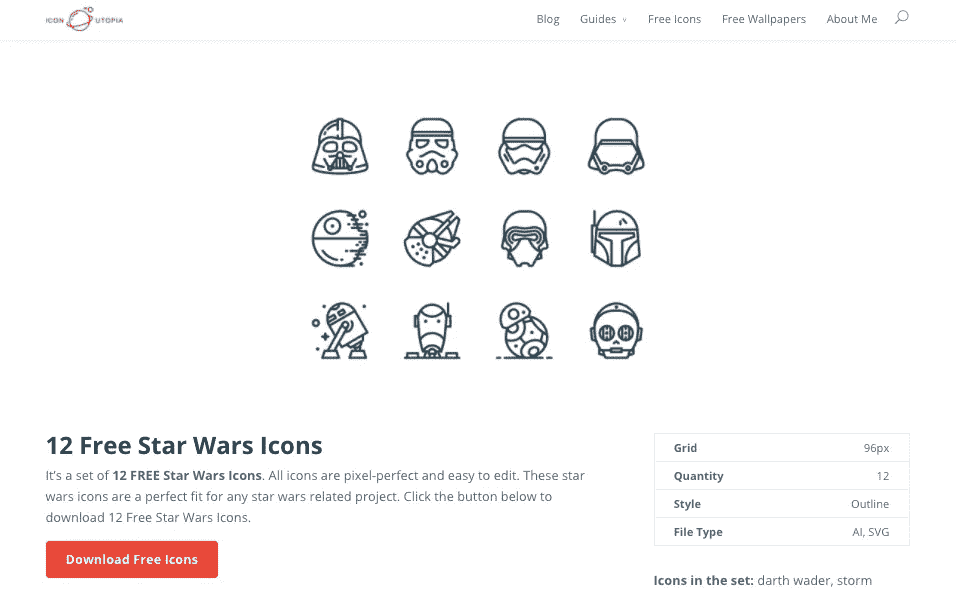 ICON UTOPIA
Blog Guides ∨ Free Icons Free Wallpapers About Me
12 Free Star Wars Icons
It's a set of 12 FREE Star Wars Icons. All icons are pixel-perfect and easy to edit. These star
wars icons are a perfect fit for any star wars related project. Click the button below to
download 12 Free Star Wars Icons.
Download Free Icons
Grid 96px
Quantity 12
Style Outline
File Type AI, SVG
Icons in the set: darth wader, storm